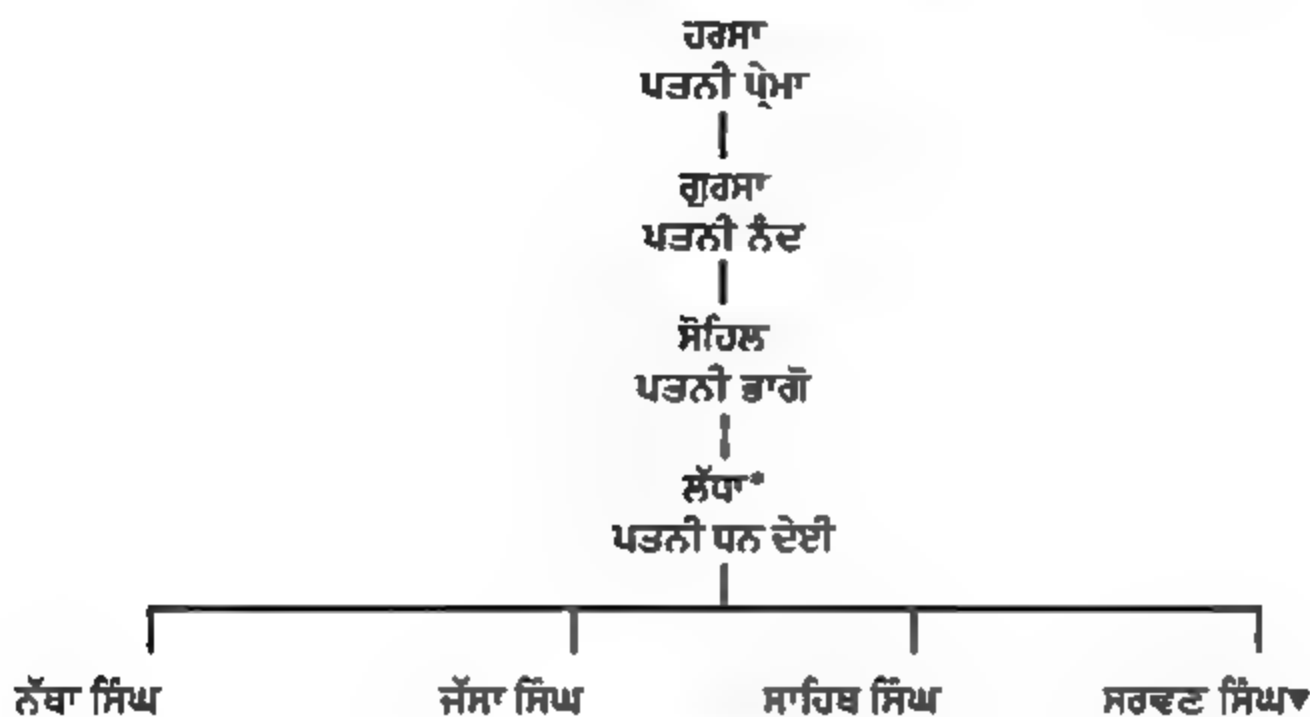 ਹਰਸਾ
ਪਤਨੀ ਪ੍ਰੇਮਾ
ਗੁਰਸਾ
ਪਤਨੀ ਨੰਦ
ਸੋਹਿਲ
ਪਤਨੀ ਭਾਗੋ
ਲੱਧਾ*
ਪਤਨੀ ਧਨ ਦੇਈ
ਨੱਥਾ ਸਿੰਘ ਜੱਸਾ ਸਿੰਘ ਸਾਹਿਬ ਸਿੰਘ ਸਰਵਣ ਸਿੰਘ▾